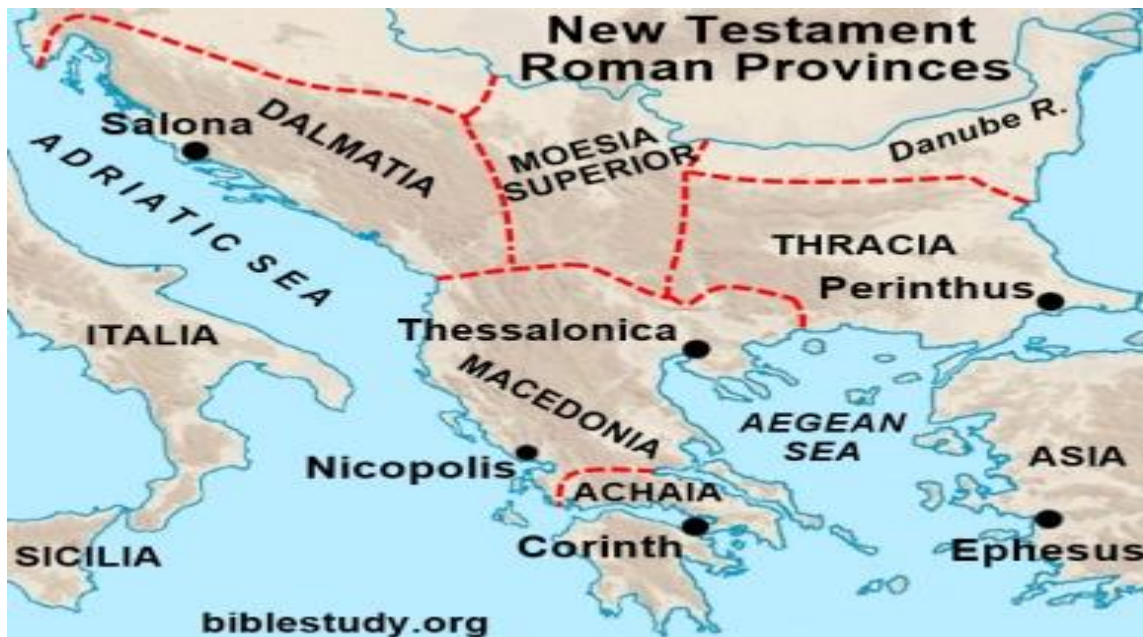 New Testament
Roman Provinces
Salona
DALMATIA
MOESIA
SUPERIOR
Danube R.
ADRIATIC SEA
THRACIA
Perinthus
ITALIA
Thessalonica
MACEDONIA
AEGEAN
SEA
Nicopolis
ASIA
ACHAIA
Corinth
Ephesus
SICILIA
biblestudy.org